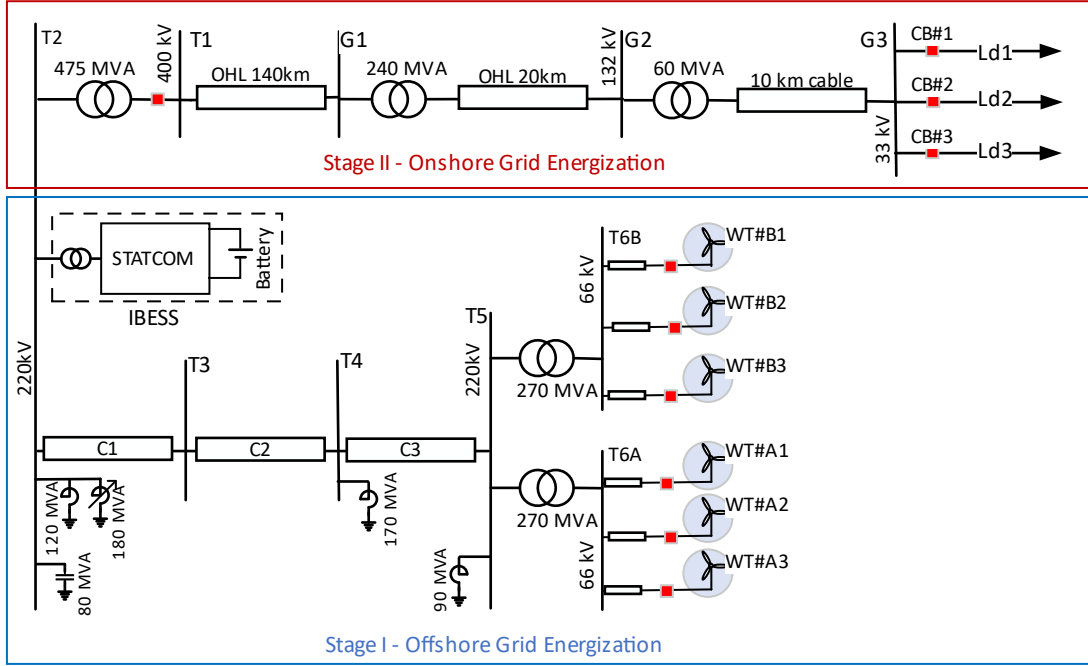 T2
475 MVA
400 kV
T1
OHL 140km
G1
240 MVA
OHL 20km
132 kV
G2
60 MVA
10 km cable
G3
33 kV
CB#1
Ld1
CB#2
Ld2
CB#3
Ld3
Stage II - Onshore Grid Energization
STATCOM
Battery
IBESS
220kV
C1
T3
C2
T4
C3
T5
220kV
120 MVA
180 MVA
80 MVA
170 MVA
90 MVA
270 MVA
T6B
66 kV
WT#B1
WT#B2
WT#B3
270 MVA
T6A
66 kV
WT#A1
WT#A2
WT#A3
Stage I - Offshore Grid Energization